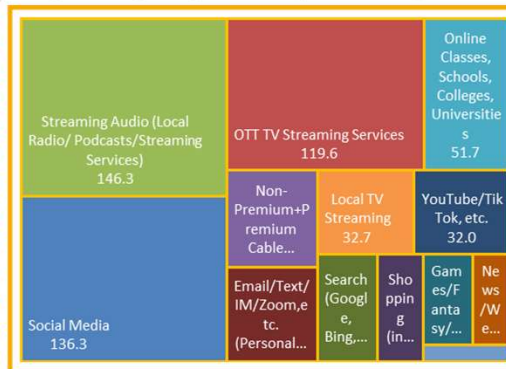 Streaming Audio (Local
Radio/ Podcasts/Streaming
Services)
146.3
Social Media
136.3
OTT TV Streaming Services
119.6
Online
Classes,
Schools,
Colleges,
Universitie
s
51.7
Non-
Premium+P
remium
Cable...
Local TV
Streaming
32.7
YouTube/Tik
Tok, etc.
32.0
Email/Text/
IM/Zoom,e
tc.
(Personal...
Search
(Googl
e,
Bing,...
Sho
ppin
g
(in...
Gam
es/F
anta
sy/...
New
s
/We
...